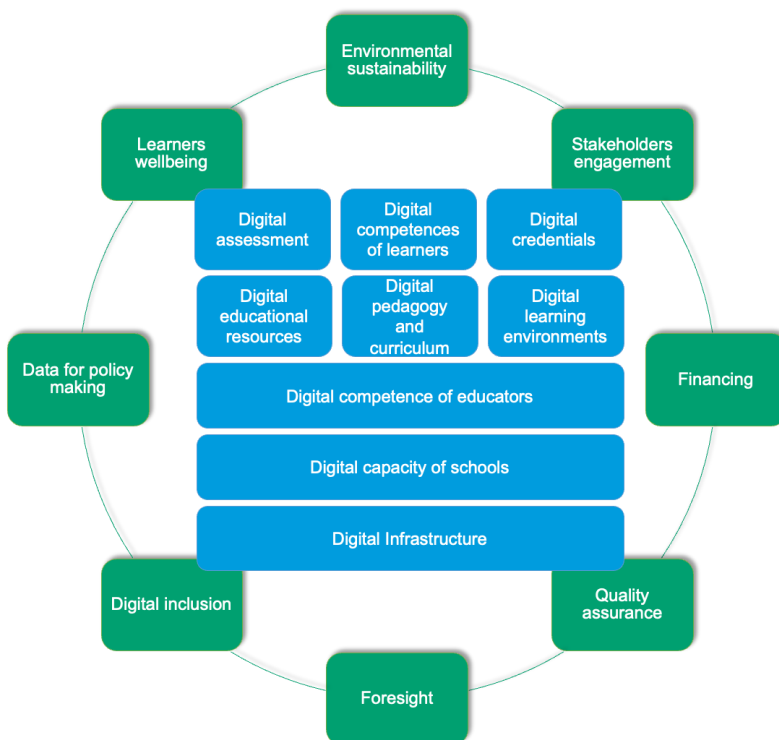 Environmental
sustainability
Learners
wellbeing
Stakeholders
engagement
Digital
assessment
Digital
competences
of learners
Digital
credentials
Digital
educational
resources
Digital
pedagogy
and
curriculum
Digital
learning
environments
Data for policy
making
Financing
Digital competence of educators
Digital capacity of schools
Digital Infrastructure
Digital inclusion
Quality
assurance
Foresight